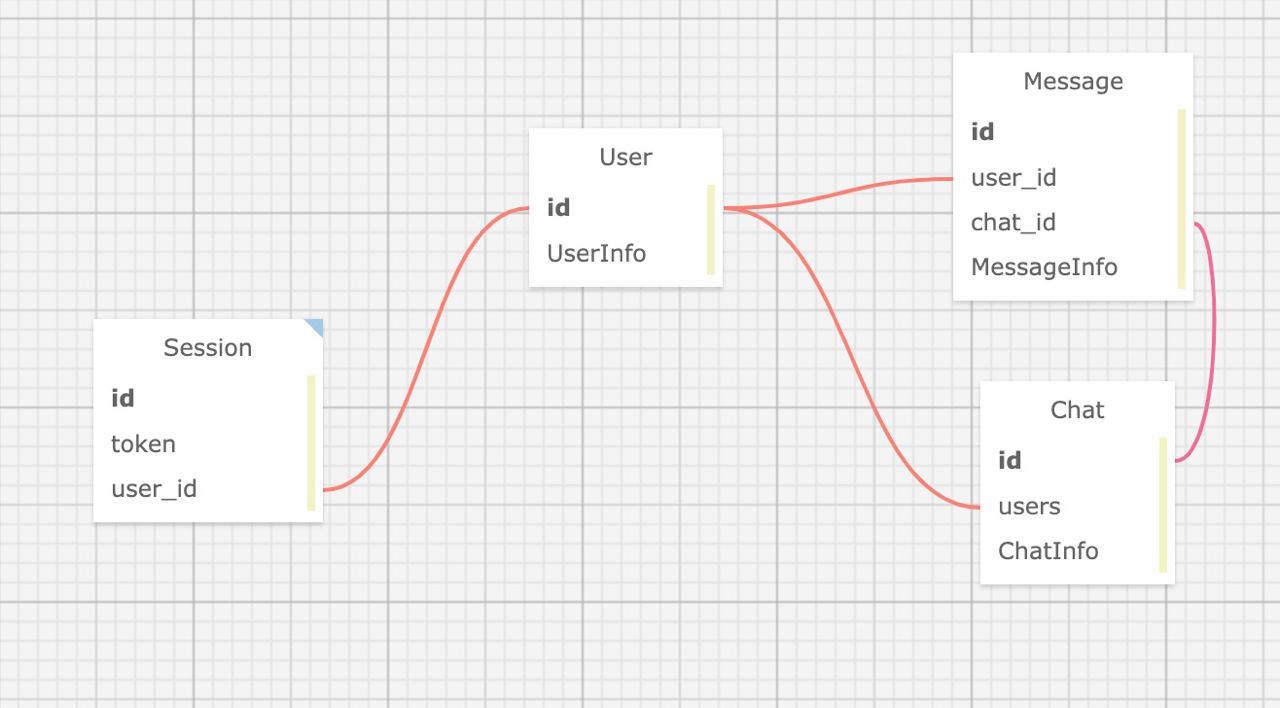 Session
id
token
user_id
User
id
UserInfo
Message
id
user_id
chat_id
MessageInfo
Chat
id
users
ChatInfo